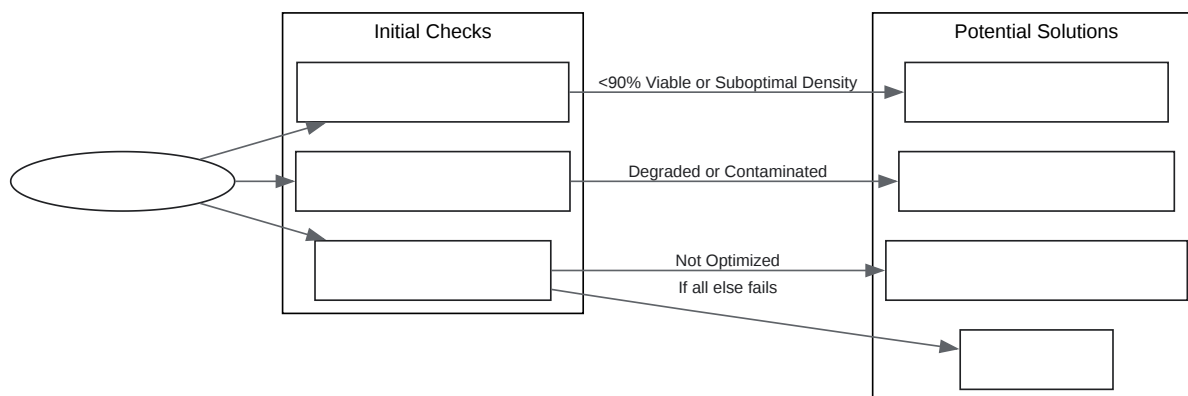 Initial Checks
Potential Solutions
<90% Viable or Suboptimal Density
Degraded or Contaminated
Not Optimized
If all else fails